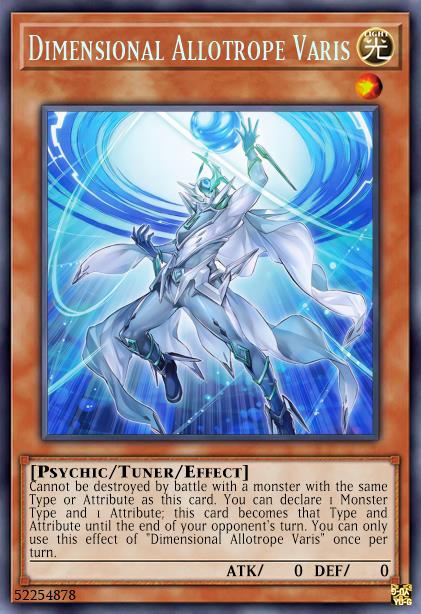 Dimensional Allotrope Varis
LIGHT
光
[Psychic/Tuner/Effect]
Cannot be destroyed by battle with a monster with the same
Type or Attribute as this card. You can declare 1 Monster
Type and 1 Attribute; this card becomes that Type and
Attribute until the end of your opponent's turn. You can only
use this effect of "Dimensional Allotrope Varis" once per
turn.
ATK/ 0 DEF/ 0
52254878